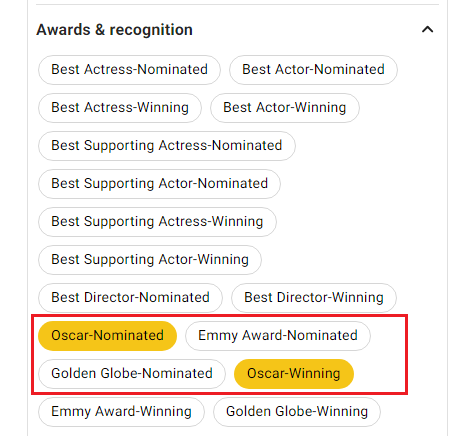 Awards & recognition
Best Actress-Nominated Best Actor-Nominated
Best Actress-Winning Best Actor-Winning
Best Supporting Actress-Nominated
Best Supporting Actor-Nominated
Best Supporting Actress-Winning
Best Supporting Actor-Winning
Best Director-Nominated Best Director-Winning
Oscar-Nominated Emmy Award-Nominated
Golden Globe-Nominated Oscar-Winning
Emmy Award-Winning Golden Globe-Winning